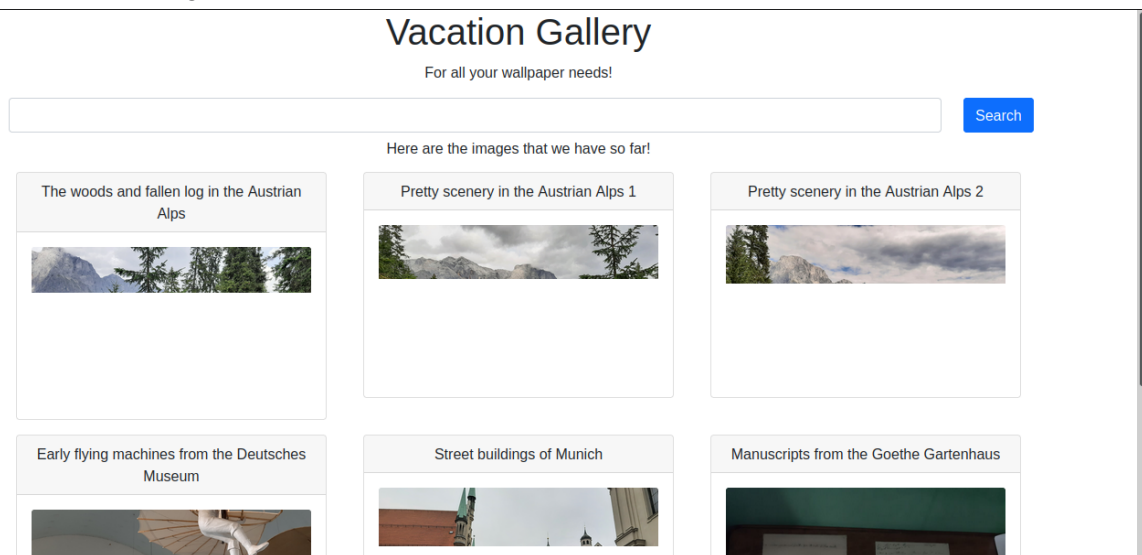 Vacation Gallery
For all your wallpaper needs!
Search
Here are the images that we have so far!
The woods and fallen log in the Austrian
Alps
Pretty scenery in the Austrian Alps 1
Pretty scenery in the Austrian Alps 2
Early flying machines from the Deutsches
Museum
Street buildings of Munich
Manuscripts from the Goethe Gartenhaus